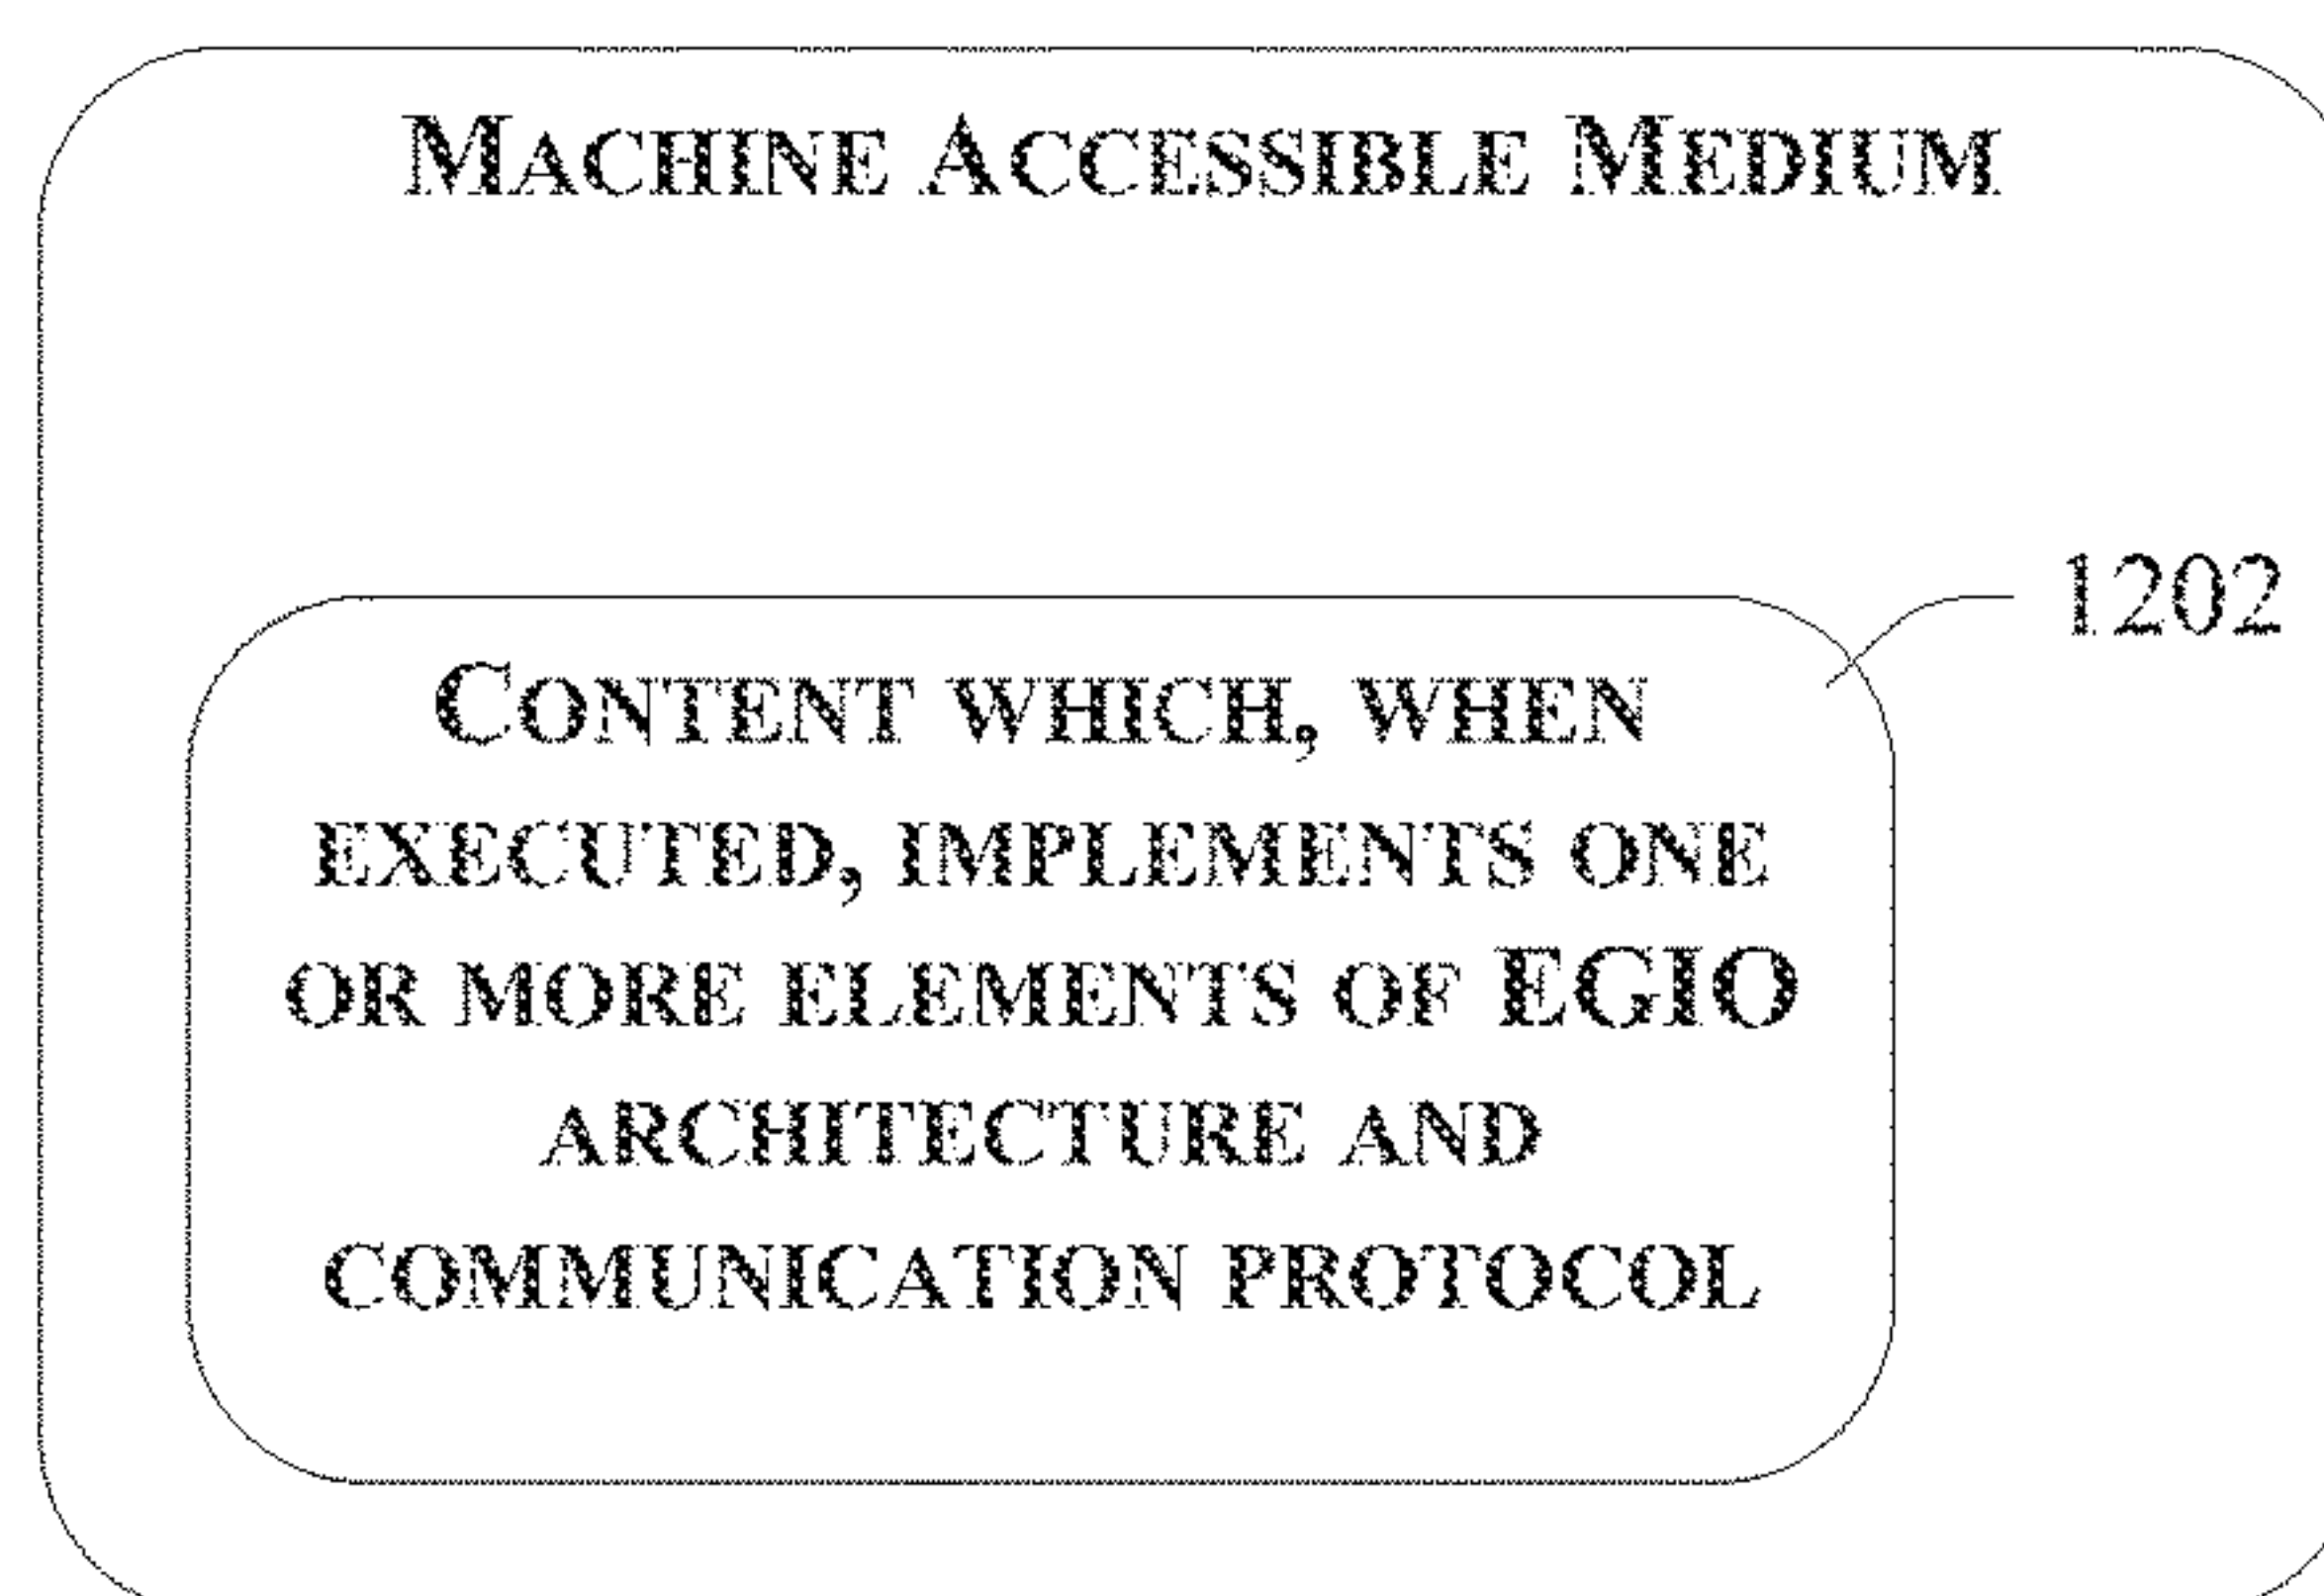 MACHINE ACCESSIBLE MEDIUM
1202
CONTENT WHICH, WHEN
EXECUTED, IMPLEMENTS ONE
OR MORE ELEMENTS OF EGIO
ARCHITECTURE AND
COMMUNICATION PROTOCOL